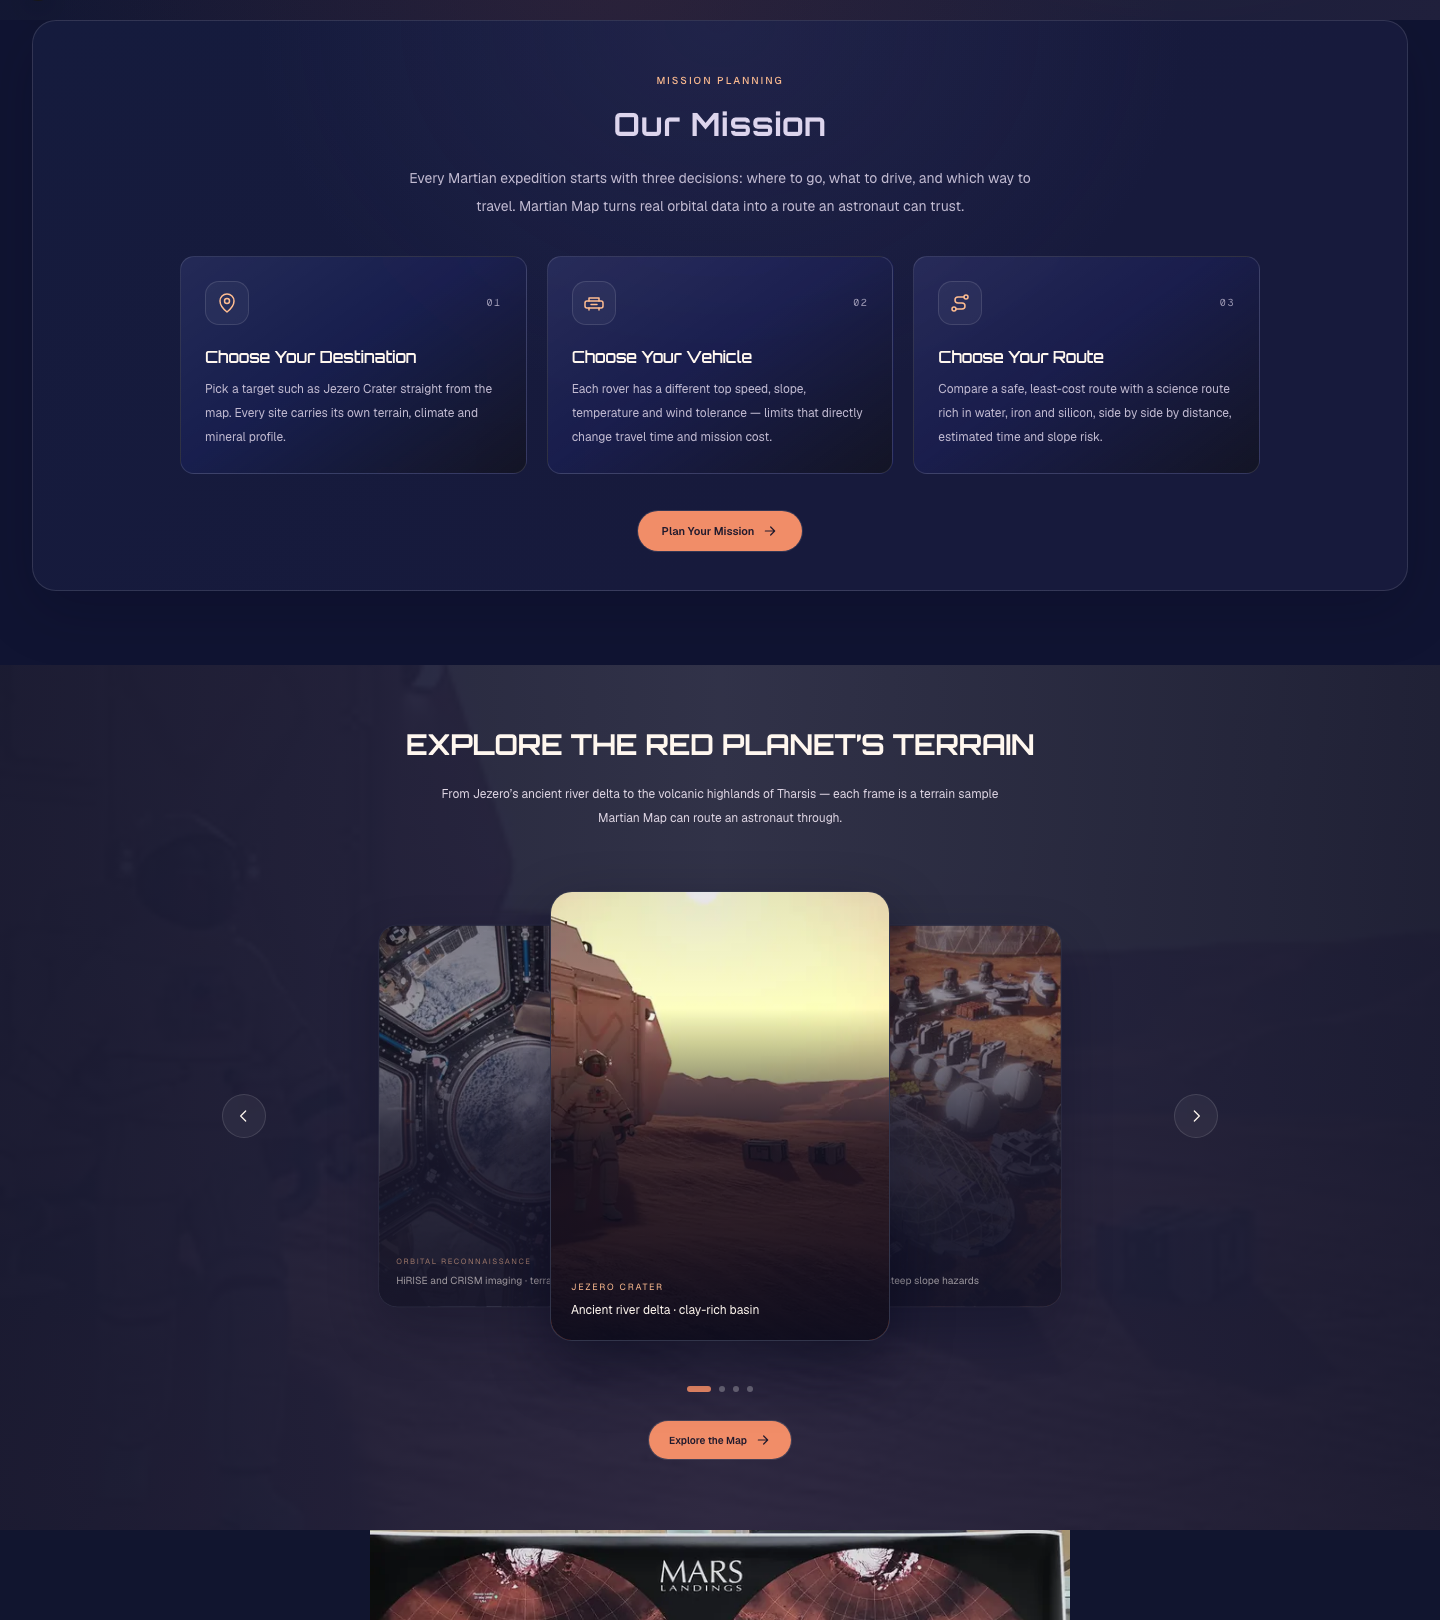 MISSION PLANNING
Our Mission
Every Martian expedition starts with three decisions: where to go, what to drive, and which way to
travel. Martian Map turns real orbital data into a route an astronaut can trust.
01
Choose Your Destination
Pick a target such as Jezero Crater straight from the
map. Every site carries its own terrain, climate and
mineral profile.
02
Choose Your Vehicle
Each rover has a different top speed, slope,
temperature and wind tolerance — limits that directly
change travel time and mission cost.
03
Choose Your Route
Compare a safe, least-cost route with a science route
rich in water, iron and silicon, side by side by distance,
estimated time and slope risk.
Plan Your Mission
EXPLORE THE RED PLANET’S TERRAIN
From Jezero’s ancient river delta to the volcanic highlands of Tharsis — each frame is a terrain sample
Martian Map can route an astronaut through.
ORBITAL RECONNAISSANCE
HiRISE and CRISM imaging · terra
JEZERO CRATER
Ancient river delta · clay-rich basin
teep slope hazards
Explore the Map
MARS
LANDINGS